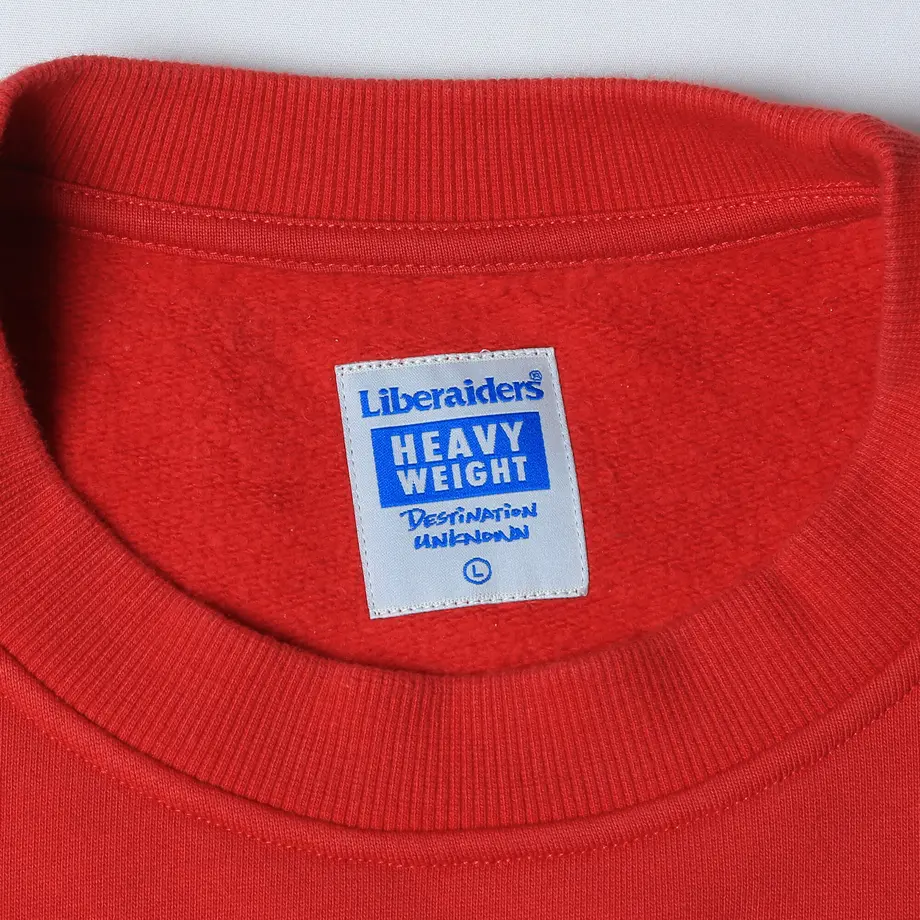 Liberaiders®
HEAVY
WEIGHT
DESTINATION
UNKNOWN
L